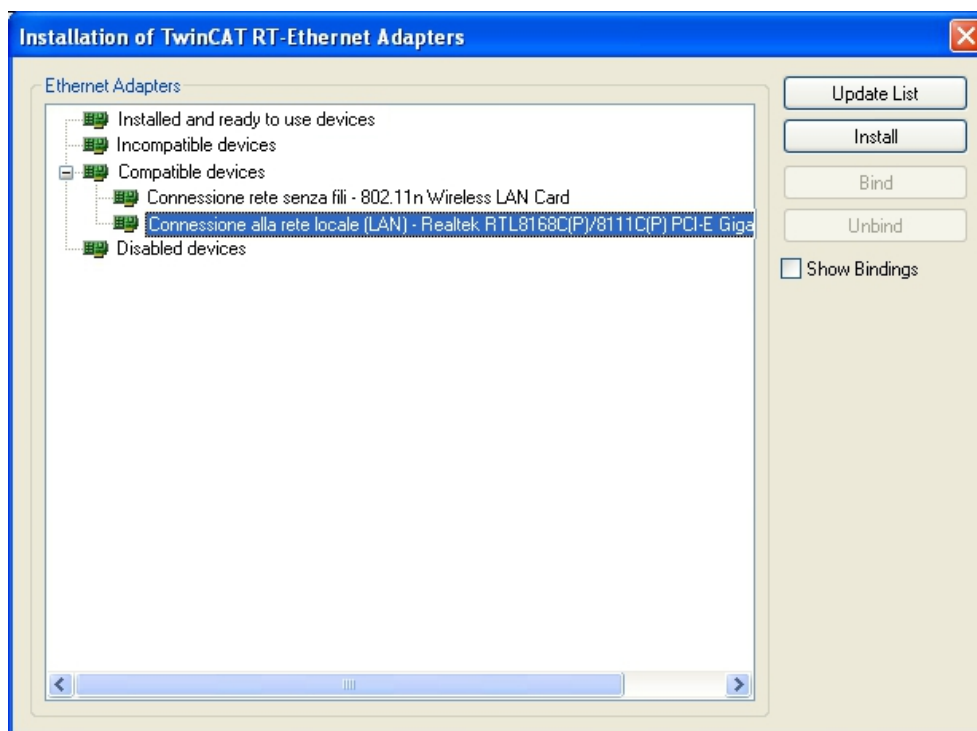 Installation of TwinCAT RT-Ethernet Adapters
Ethernet Adapters
Installed and ready to use devices
Incompatible devices
Compatible devices
Connessione rete senza fili - 802.11n Wireless LAN Card
Connessione alla rete locale (LAN) - Realtek RTL8168C(P)/8111C(P) PCI-E Giga
Disabled devices
Update List
Install
Bind
Unbind
Show Bindings